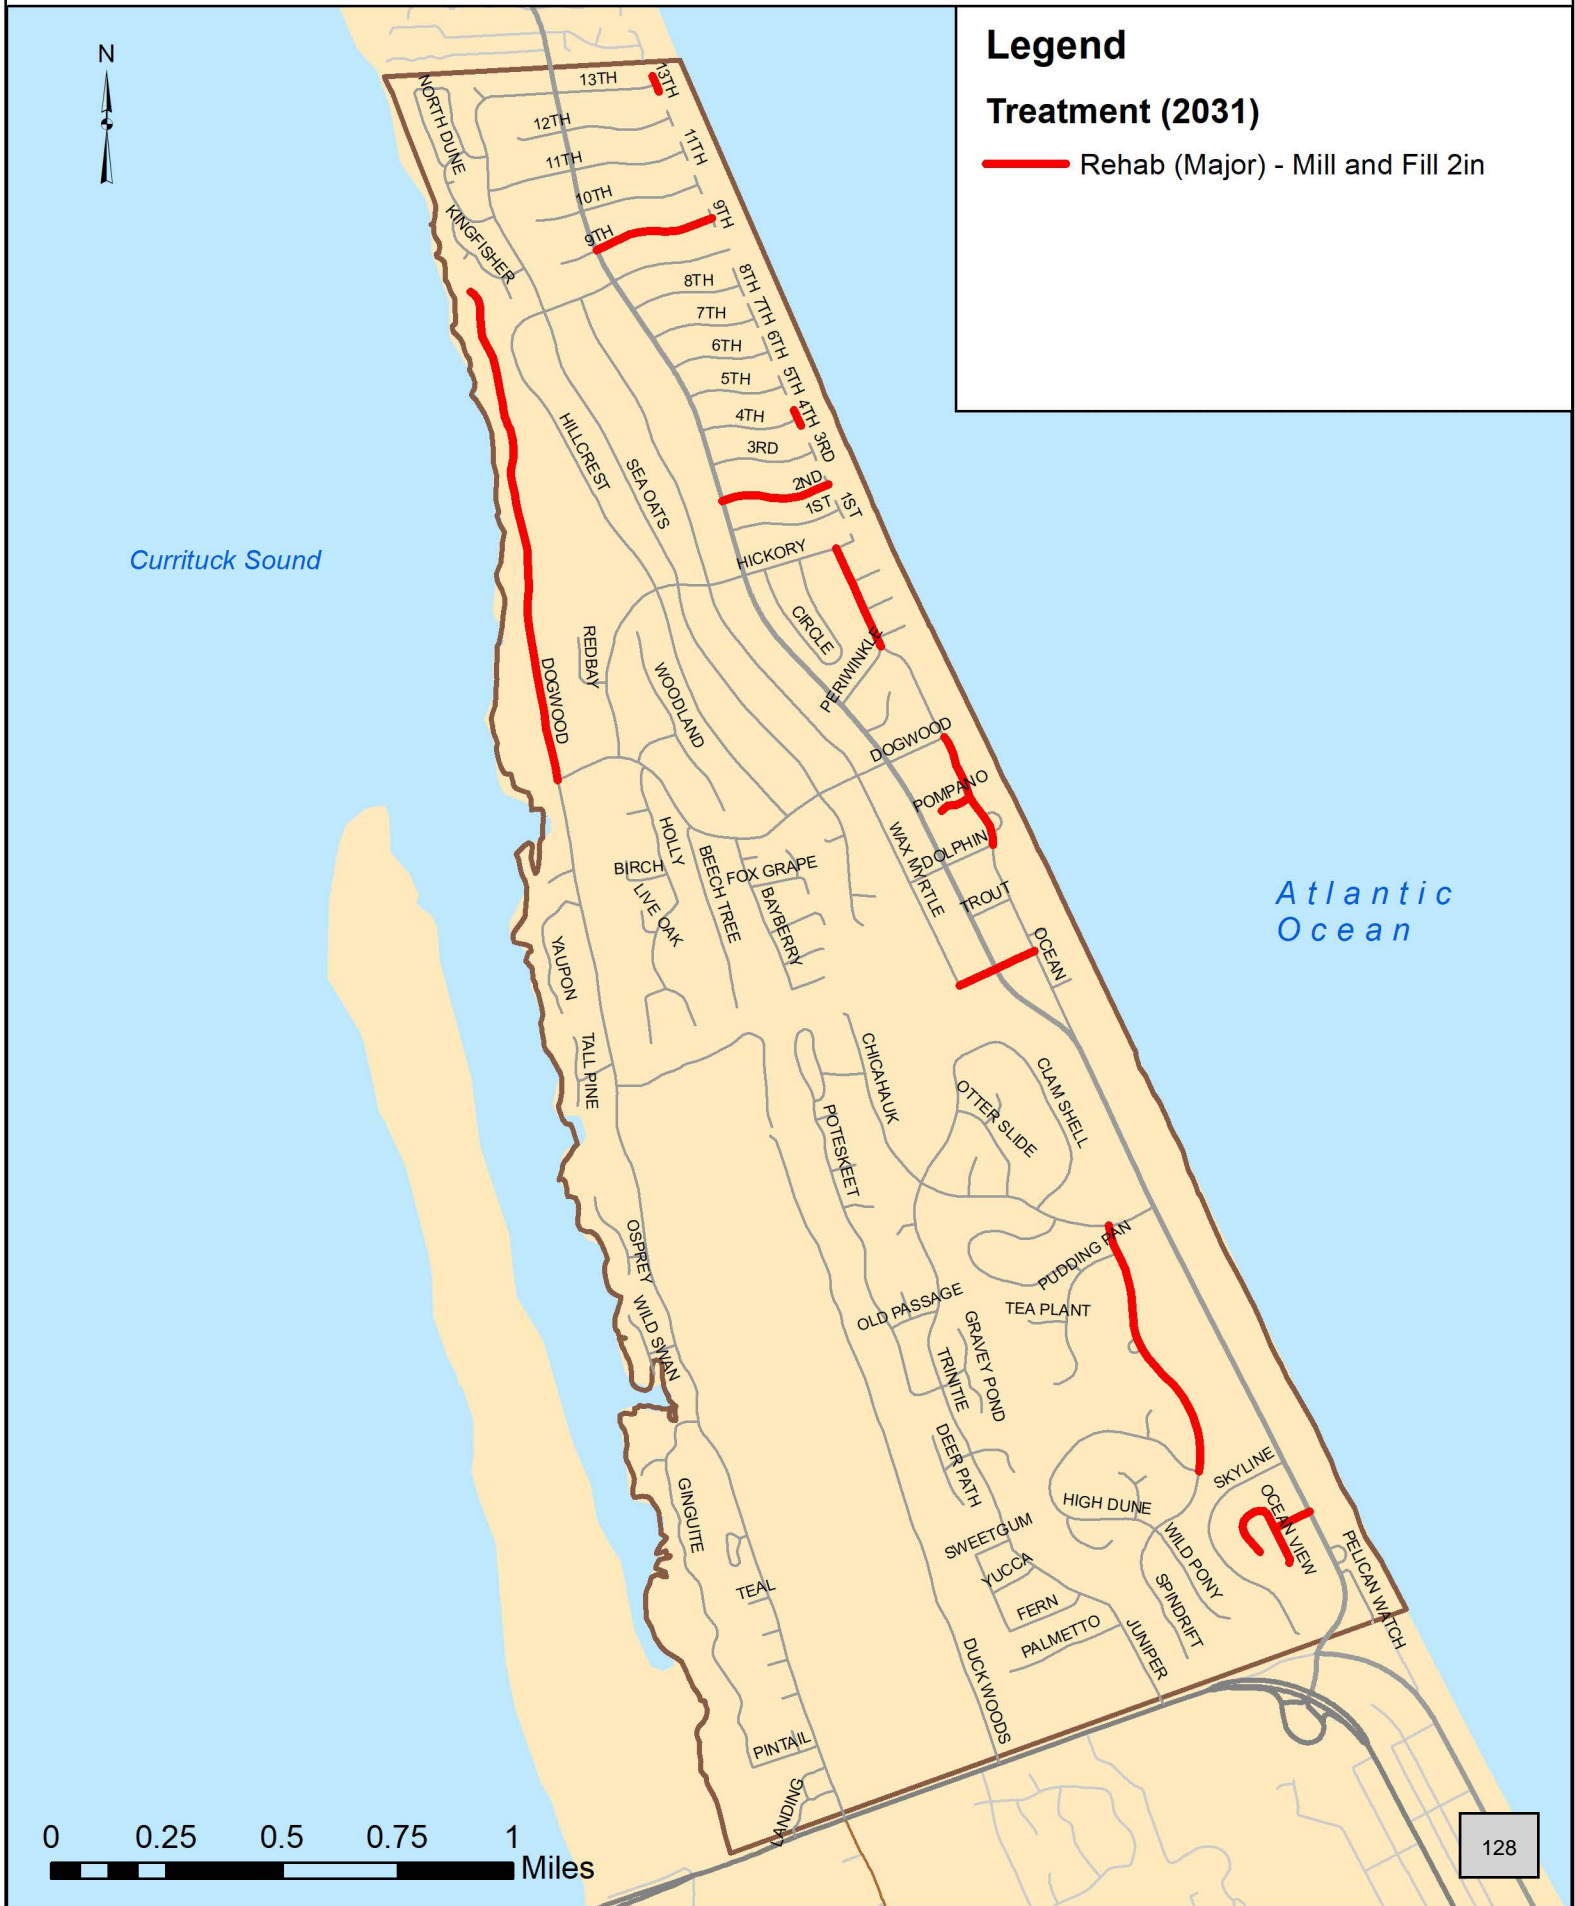 Legend
Treatment (2031)
Rehab (Major) - Mill and Fill 2in
N
13TH
13TH
NORTH DUNE
12TH
11TH
11TH
10TH
KINGFISHER
9TH
9TH
8TH
8TH
7TH
7TH
6TH
6TH
5TH
5TH
4TH
4TH
3RD
3RD
HILLCREST
SEA OATS
2ND
1ST
1ST
Currituck Sound
HICKORY
CIRCLE
REDBAY
PERIWINKLE
DOGWOOD
WOODLAND
DOGWOOD
POMPANO
HOLLY
WAX MYRTLE
DOLPHIN
BIRCH
BEECH TREE
FOX GRAPE
LIVE OAK
BAYBERRY
TROUT
Atlantic
Ocean
YAUPON
OCEAN
TALL PINE
CHICAHAUK
CLAM SHELL
OTTER SLIDE
POTESKEET
OSPREY
PUDDING PAN
WILD SWAN
OLD PASSAGE
TEA PLANT
GRAVEY POND
TRINITIE
DEER PATH
SKYLINE
GINGUITE
OCEAN VIEW
HIGH DUNE
SWEETGUM
WILD PONY
PELICAN WATCH
YUCCA
TEAL
SPINDRIFT
FERN
PALMETTO
JUNIPER
DUCK WOODS
PINTAIL
LANDING
0 0.25 0.5 0.75 1
Miles
128